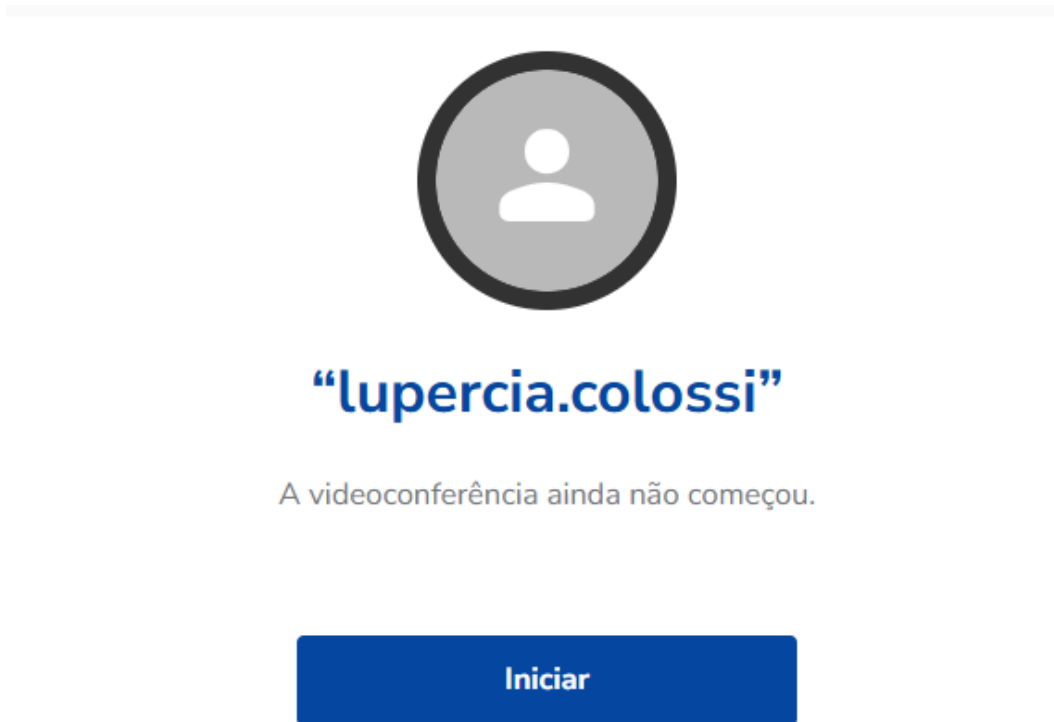 “lupercia.colossi”
A videoconferência ainda não começou.
Iniciar